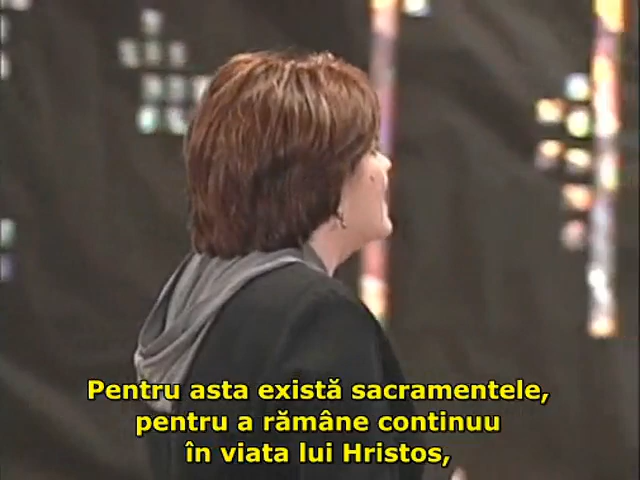 Pentru asta există sacramentele,
pentru a rămâne continuu
în viata lui Hristos,